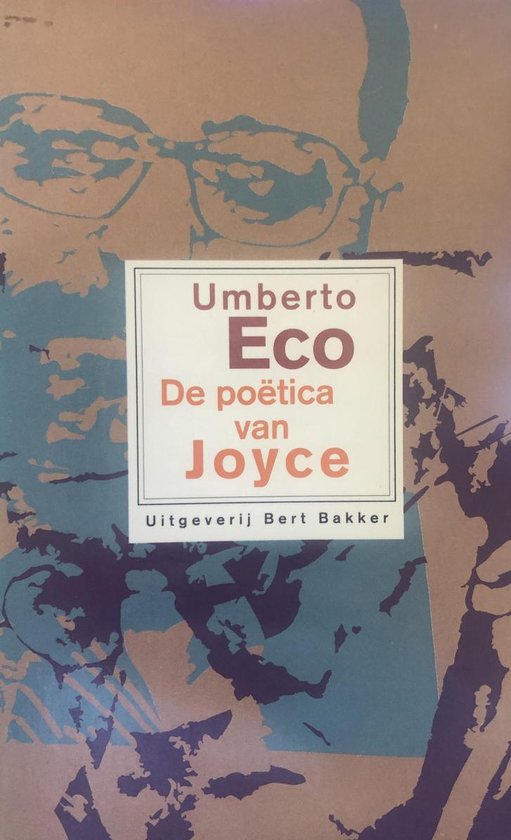 Umberto
Eco
De poëtica
van
Joyce
Uitgeverij Bert Bakker